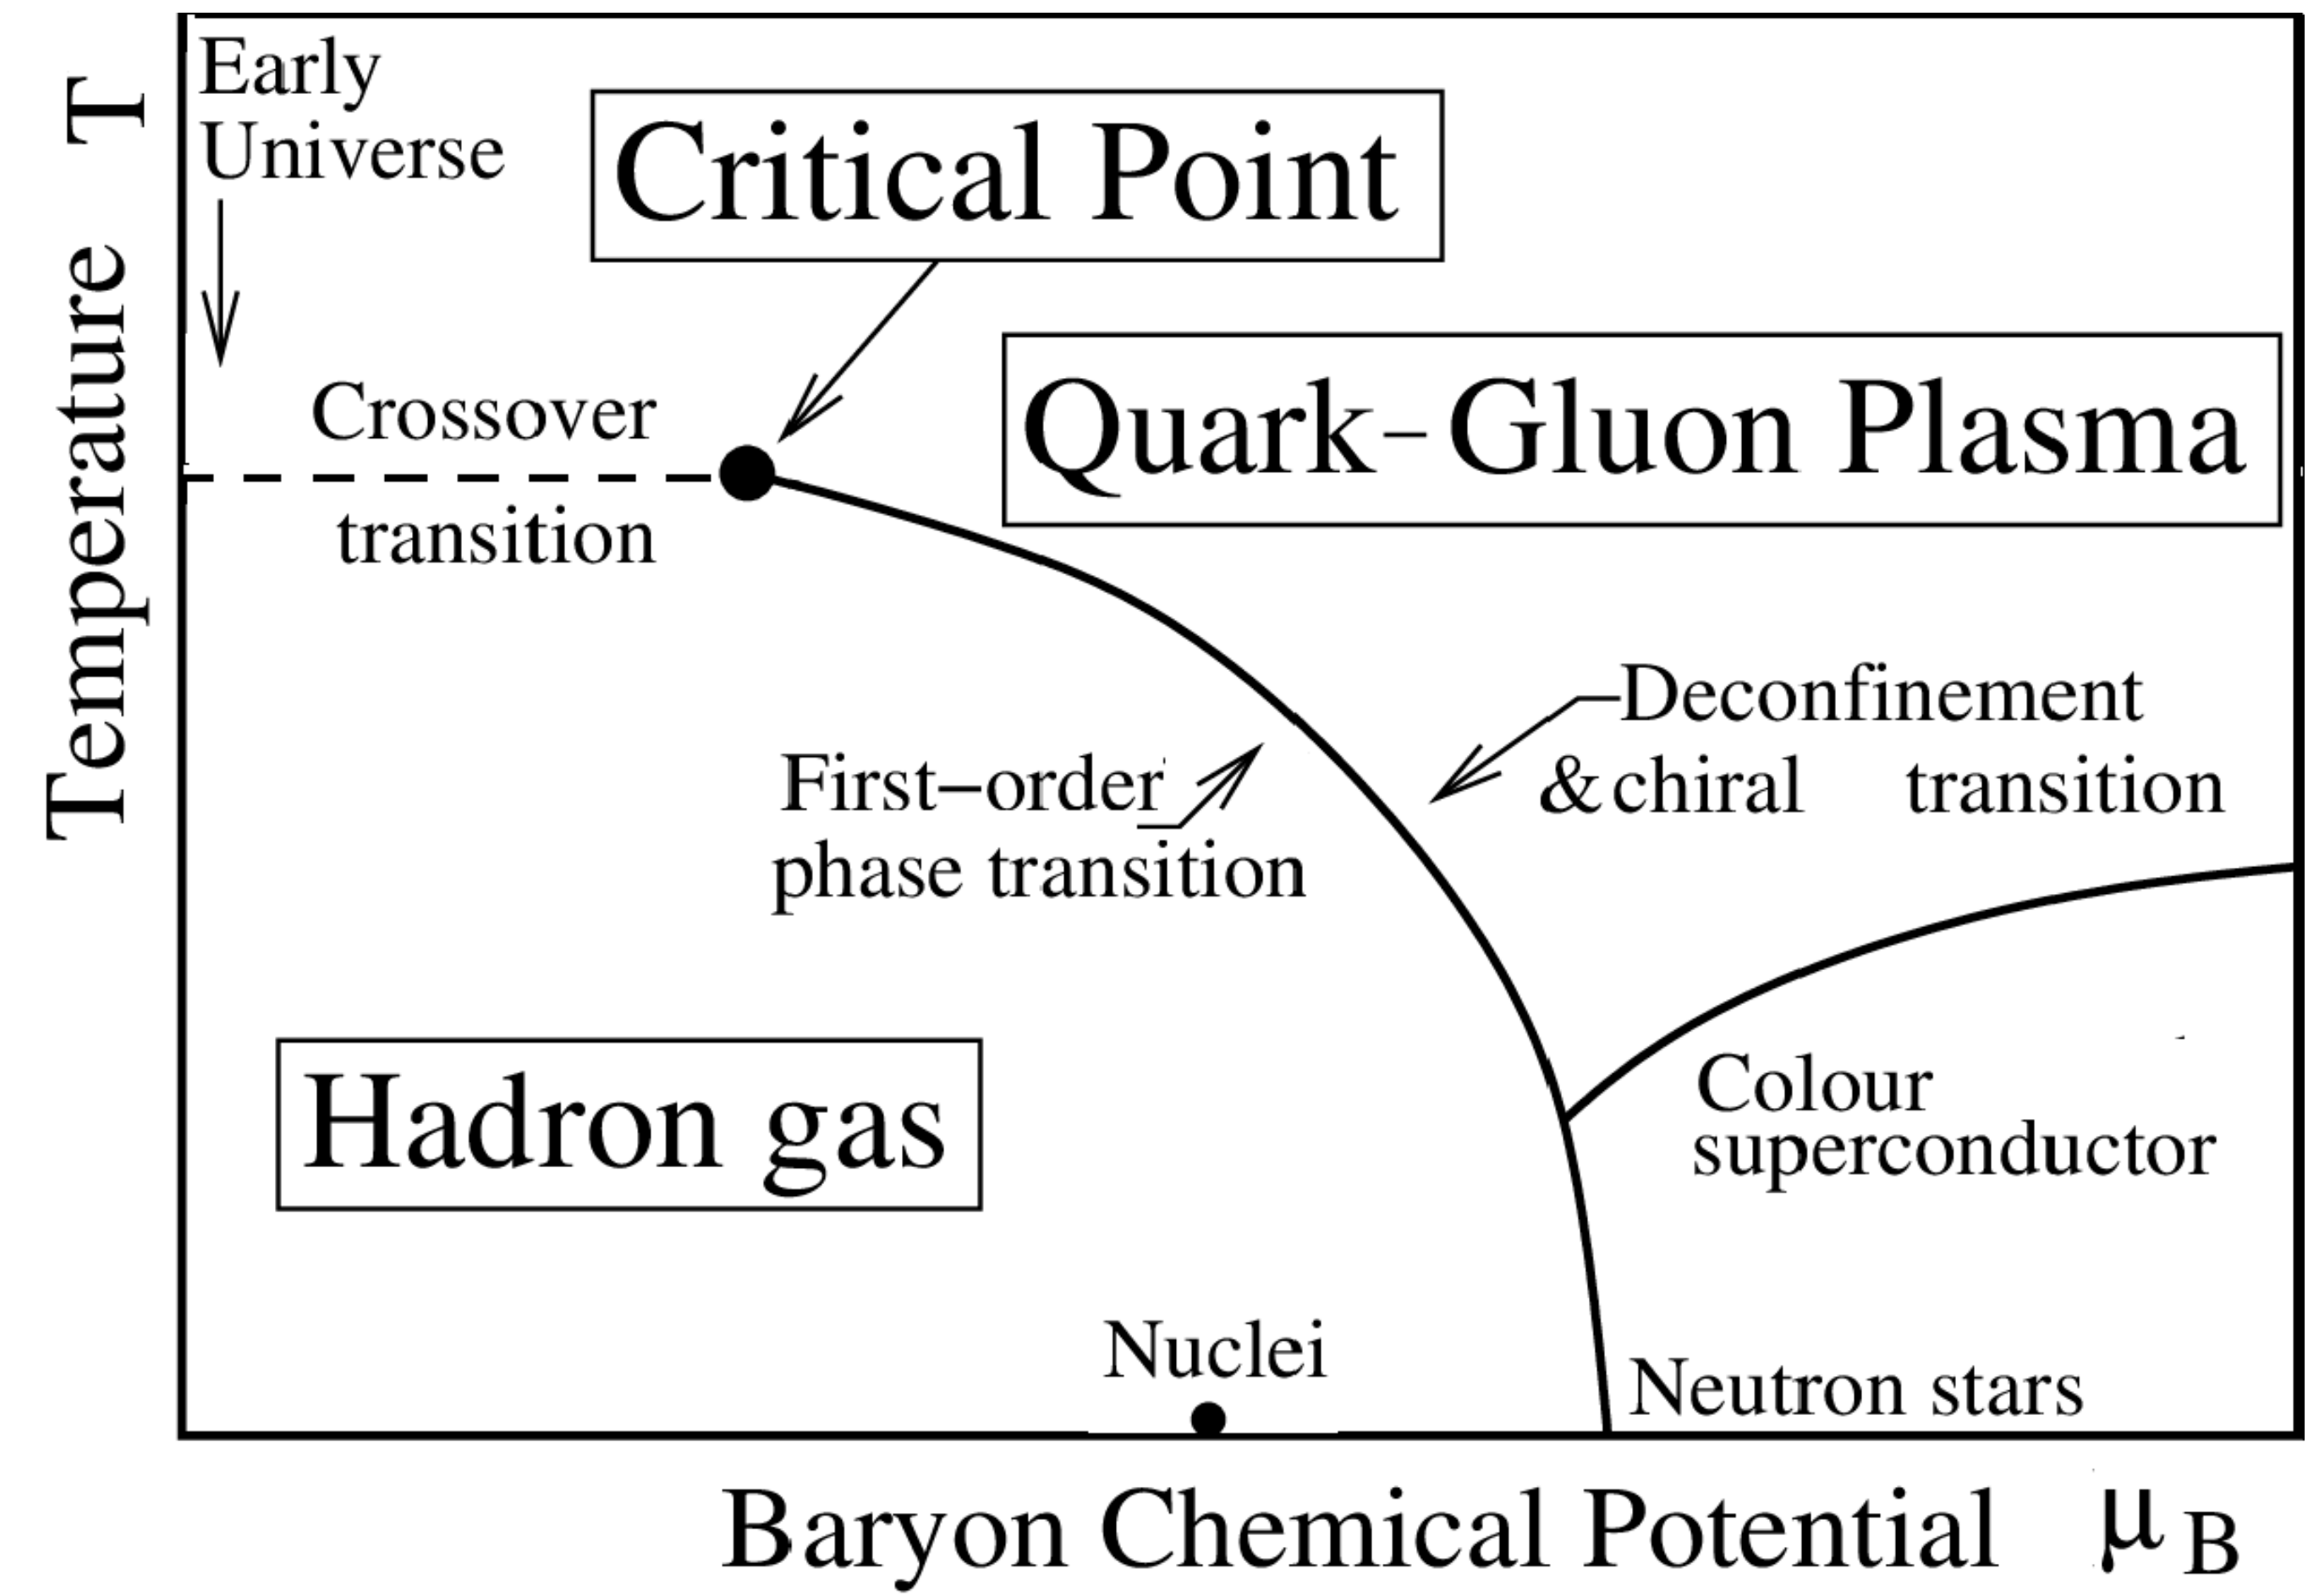 Early
Universe
Critical Point
Temperature T
Crossover
transition
Quark–Gluon Plasma
Deconfinement
& chiral transition
First–order
phase transition
Hadron gas
Colour
superconductor
Nuclei
Neutron stars
Baryon Chemical Potential μ B